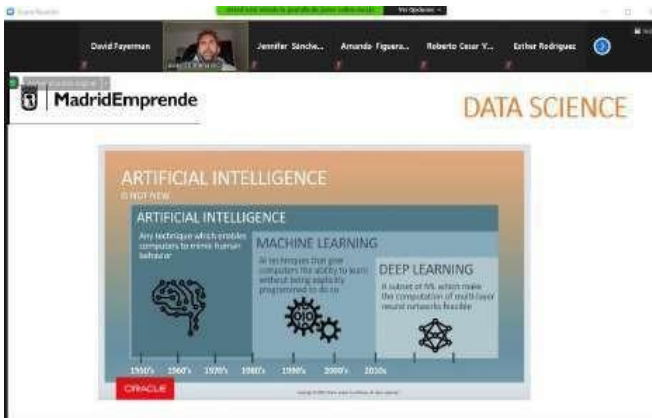 David Fayerman
Jennifer Sánche...
Amanda Figuera...
Roberto Cesar V...
Esther Rodriguez
MadridEmprende
DATA SCIENCE
ARTIFICIAL INTELLIGENCE
IS NOT NEW
ARTIFICIAL INTELLIGENCE
Any technique which enables
computers to mimic human
behavior
MACHINE LEARNING
AI techniques that give
computers the ability to learn
without being explicitly
programmed to do so
DEEP LEARNING
A subset of ML which make
the computation of multi-layer
neural networks feasible
1950's 1960's 1970's 1980's 1990's 2000's 2010s
ORACLE